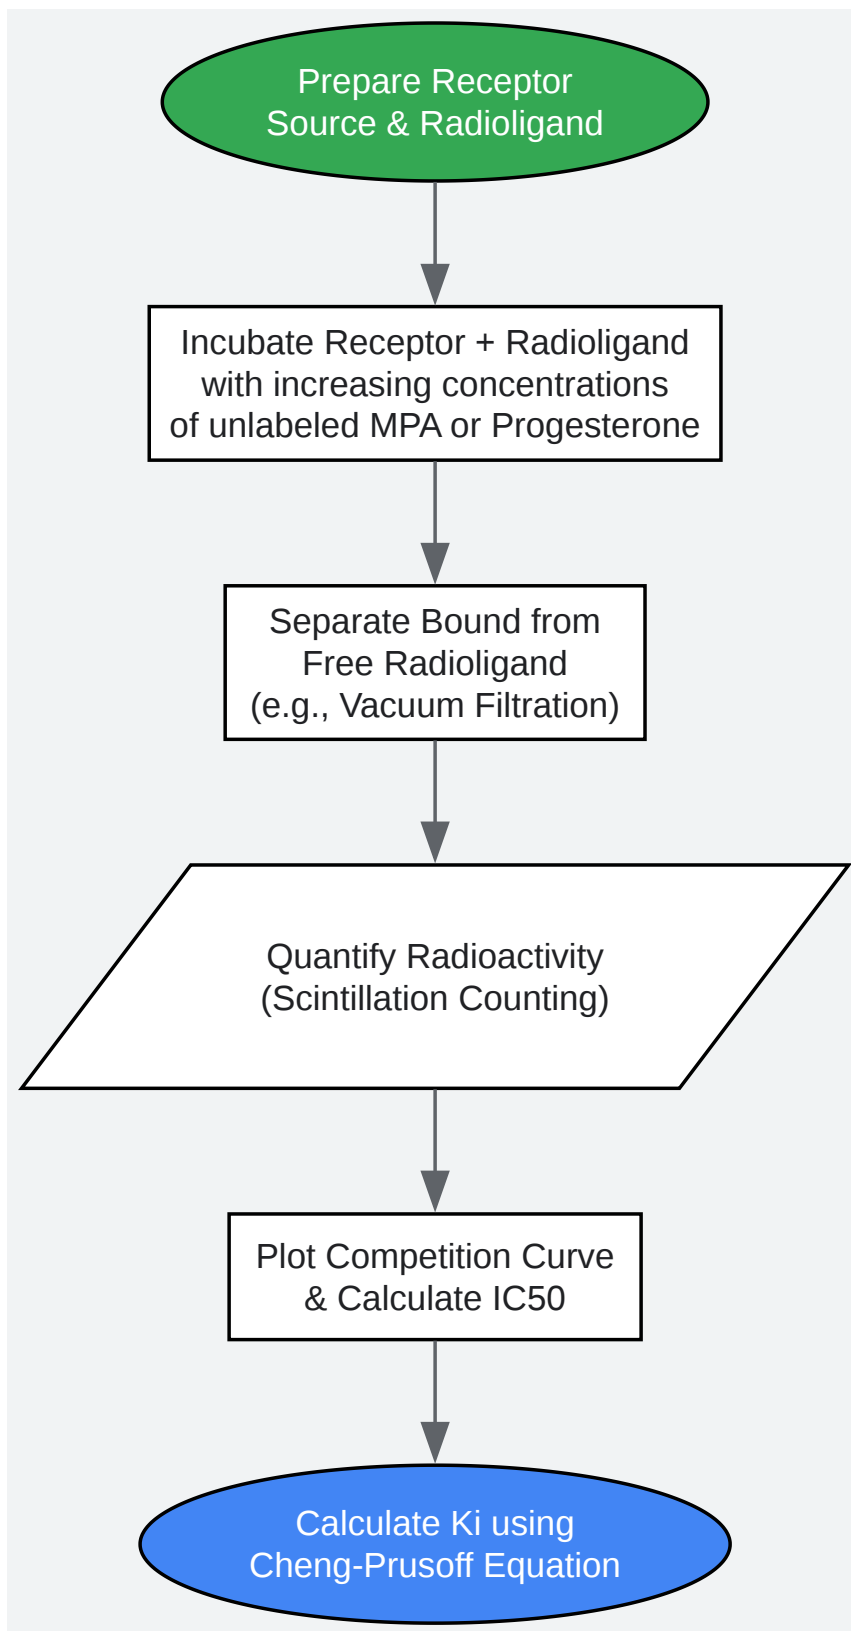 Prepare Receptor
Source & Radioligand
Incubate Receptor + Radioligand
with increasing concentrations
of unlabeled MPA or Progesterone
Separate Bound from
Free Radioligand
(e.g., Vacuum Filtration)
Quantify Radioactivity
(Scintillation Counting)
Plot Competition Curve
& Calculate IC50
Calculate Ki using
Cheng-Prusoff Equation